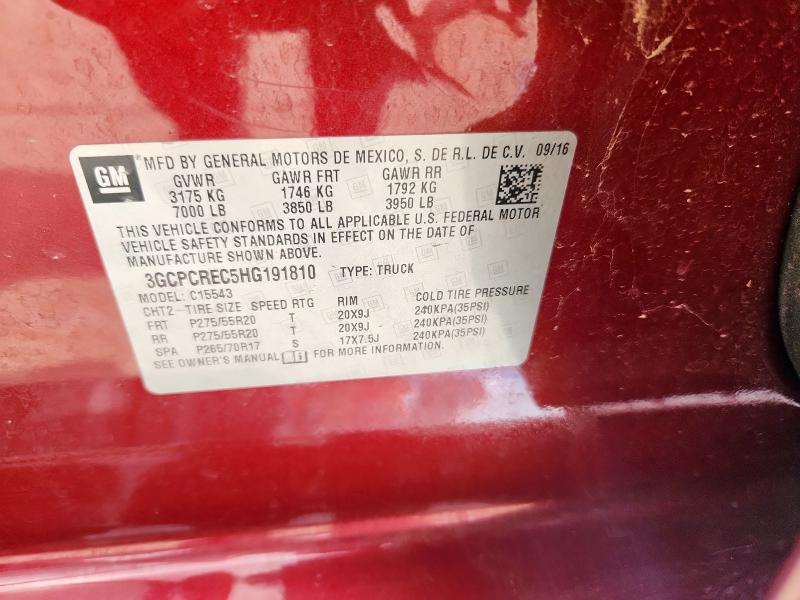 GM ® MFD BY GENERAL MOTORS DE MEXICO, S. DE R.L. DE C.V. 09/16
GVWR GAWR FRT GAWR RR
3175 KG 1746 KG 1792 KG
7000 LB 3850 LB 3950 LB
THIS VEHICLE CONFORMS TO ALL APPLICABLE U.S. FEDERAL MOTOR
VEHICLE SAFETY STANDARDS IN EFFECT ON THE DATE OF
MANUFACTURE SHOWN ABOVE.
3GCPCREC5HG191810 TYPE: TRUCK
MODEL: C15543
CHT2- TIRE SIZE SPEED RTG RIM COLD TIRE PRESSURE
FRT P275/55R20 T 20X9J 240KPA(35PSI)
RR P275/55R20 T 20X9J 240KPA(35PSI)
SPA P265/70R17 S 17X7.5J 240KPA(35PSI)
SEE OWNER'S MANUAL FOR MORE INFORMATION.